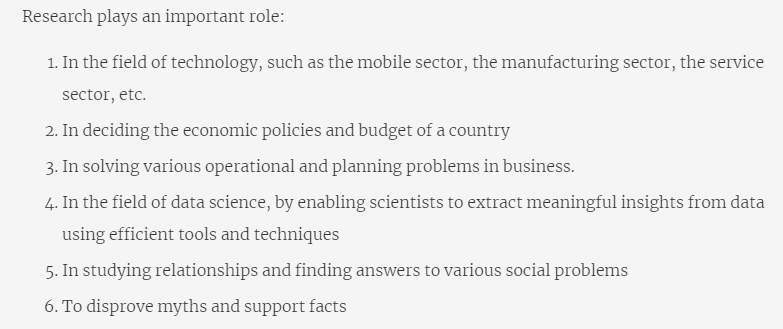 Research plays an important role:
1. In the field of technology, such as the mobile sector, the manufacturing sector, the service
sector, etc.
2. In deciding the economic policies and budget of a country
3. In solving various operational and planning problems in business.
4. In the field of data science, by enabling scientists to extract meaningful insights from data
using efficient tools and techniques
5. In studying relationships and finding answers to various social problems
6. To disprove myths and support facts